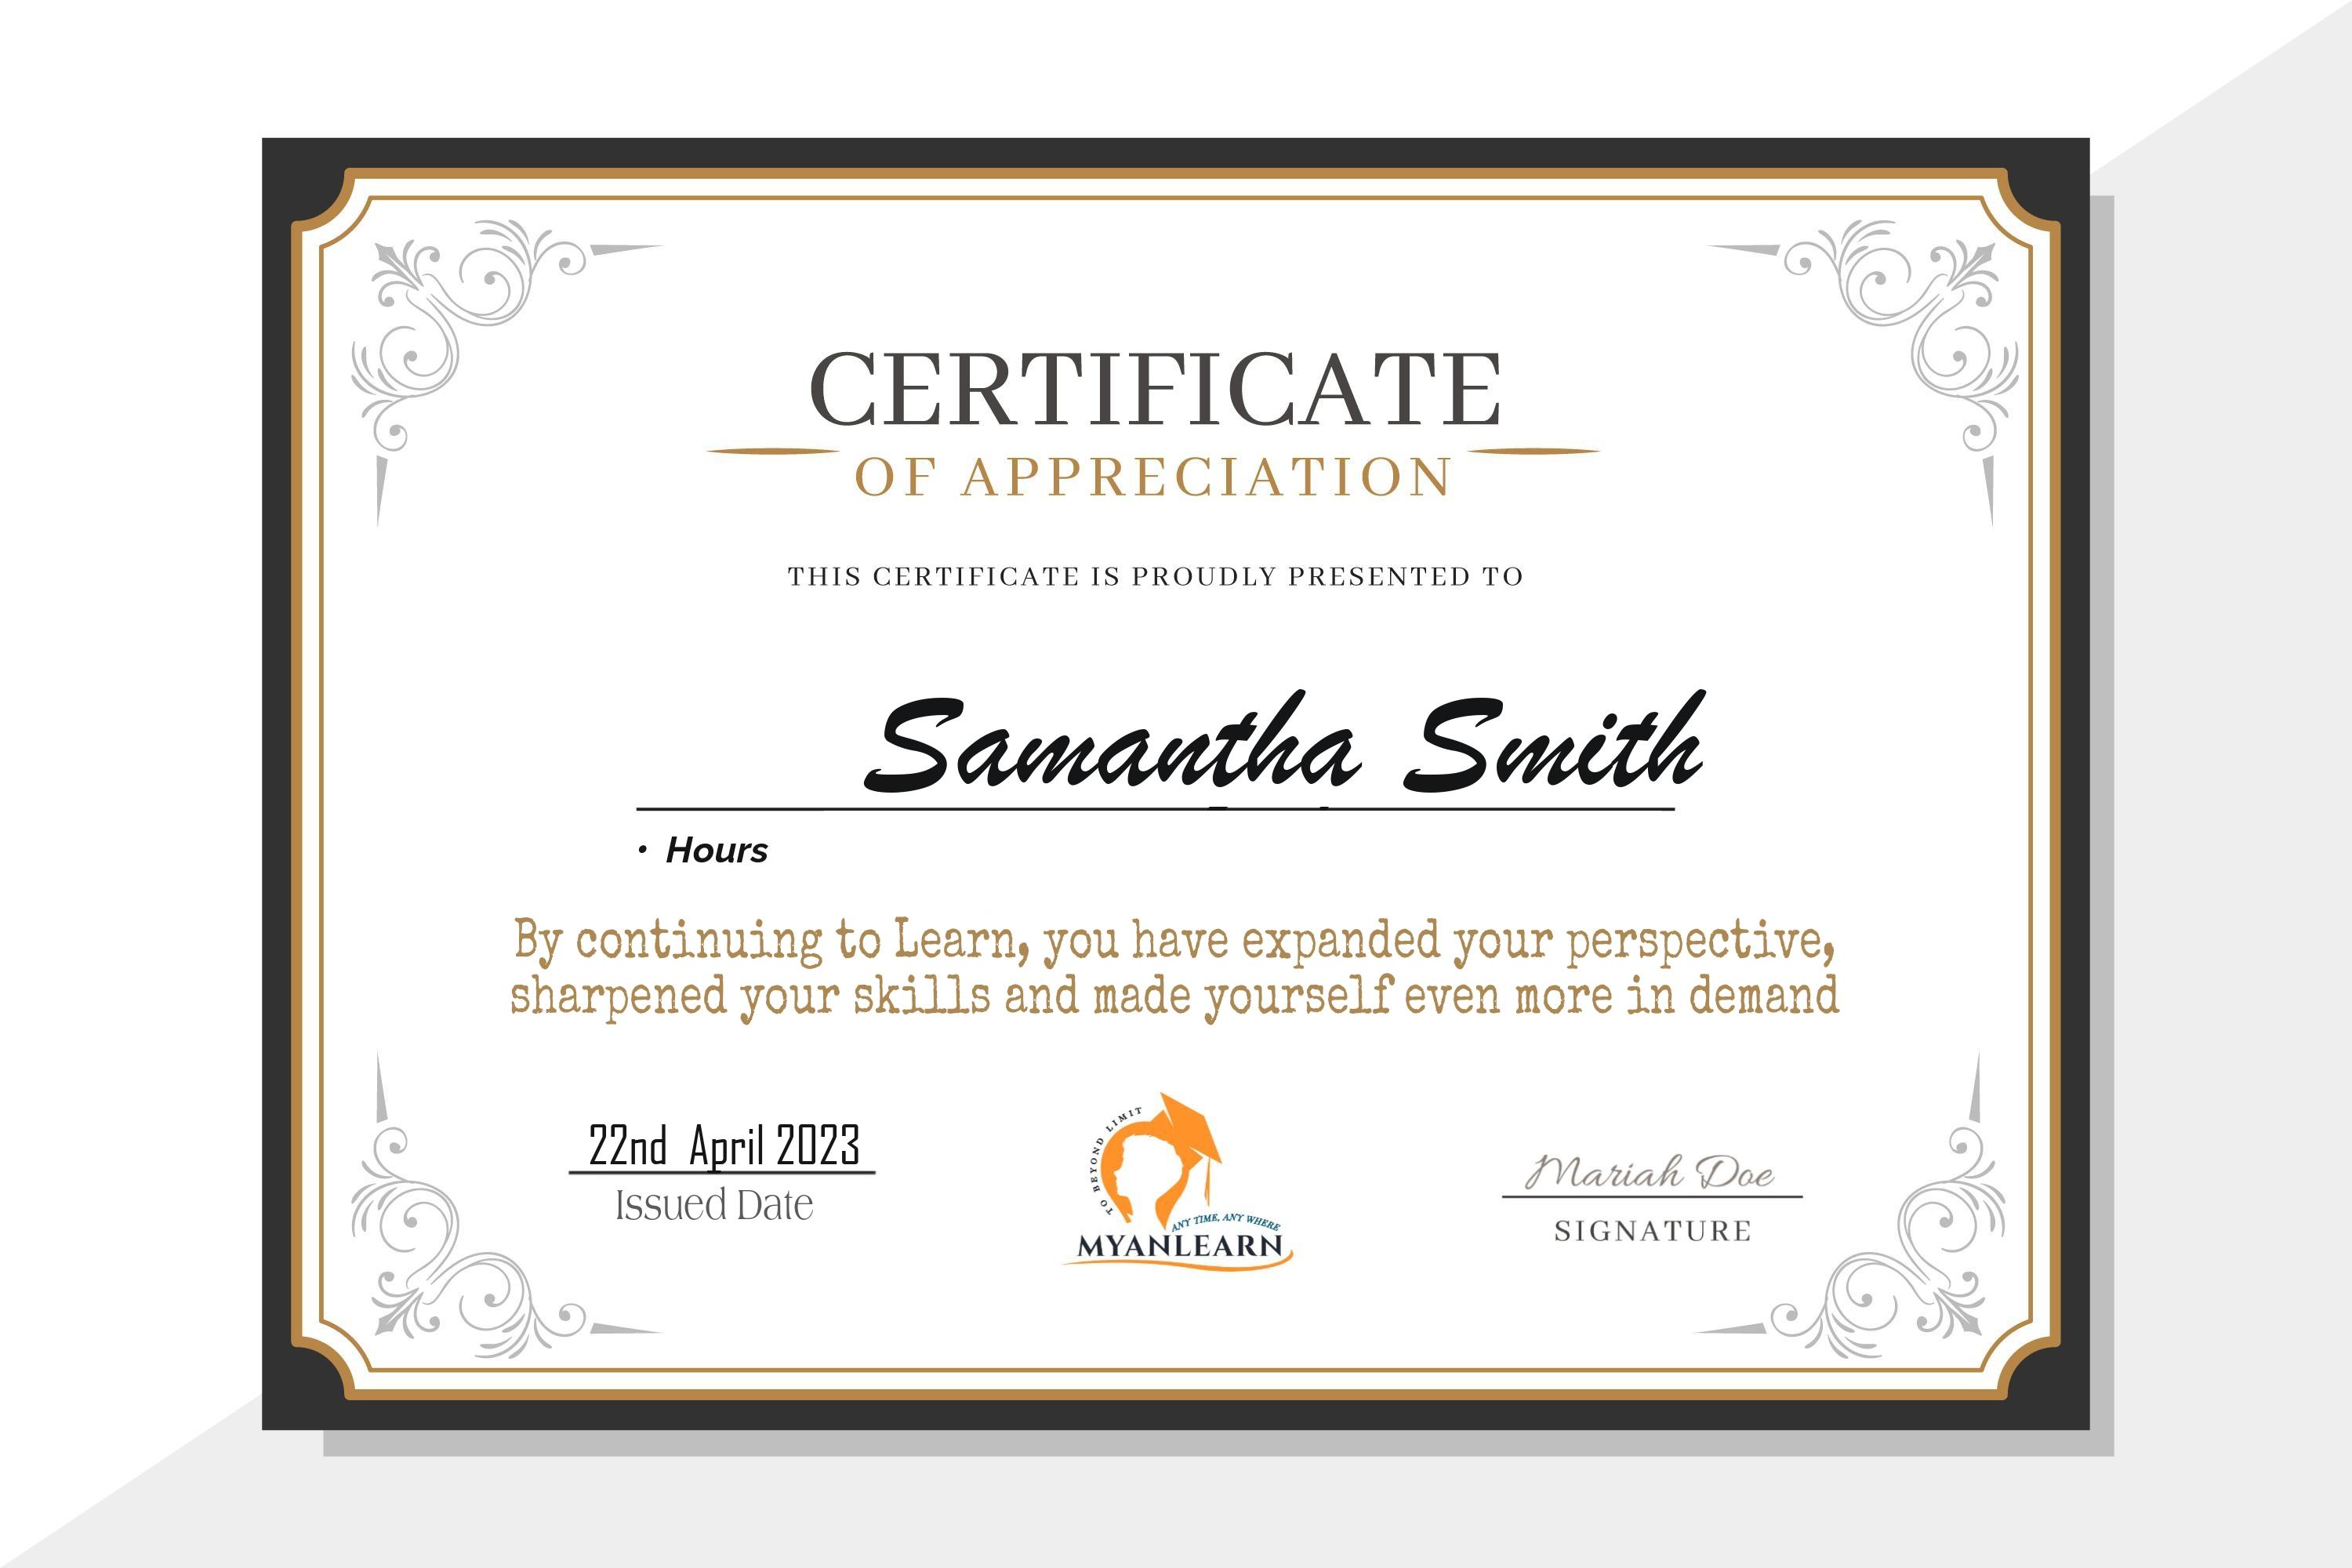 CERTIFICATE
OF APPRECIATION
THIS CERTIFICATE IS PROUDLY PRESENTED TO
Samantha Smith
• Hours
By continuing to Learn, you have expanded your perspective,
sharpened your skills and made yourself even more in demand
22nd April 2023
Issued Date
TO BEYOND LIMIT
ANY TIME, ANY WHERE
MYANLEARN
Mariah Doe
SIGNATURE